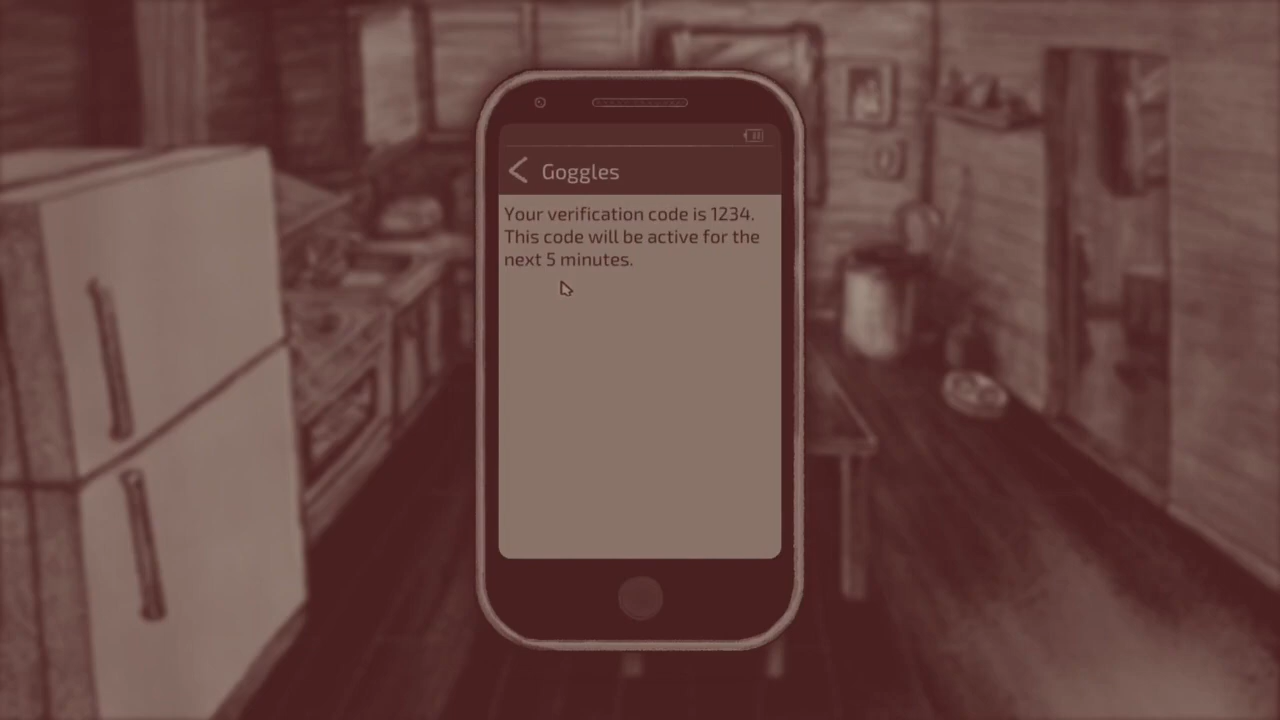 Goggles
Your verification code is 1234.
This code will be active for the
next 5 minutes.